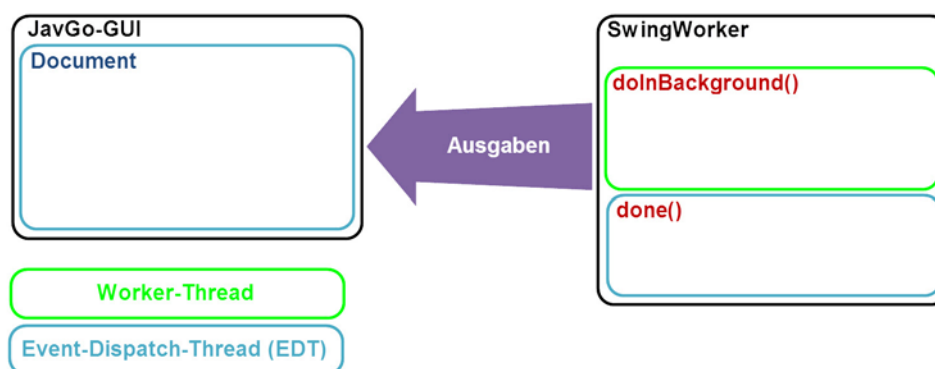 JavGo-GUI
Document
Ausgaben
SwingWorker
doInBackground()
done()
Worker-Thread
Event-Dispatch-Thread (EDT)